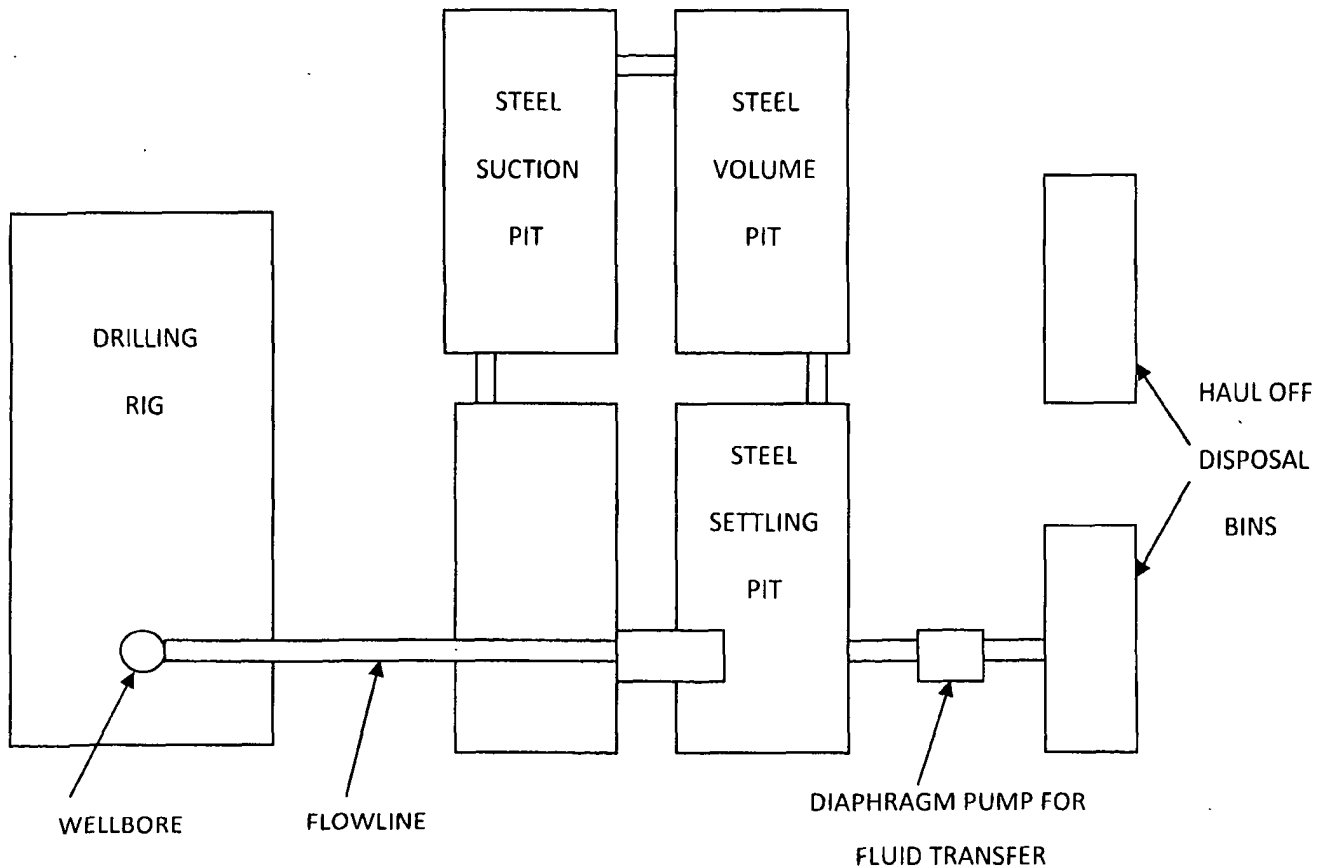 STEEL
SUCTION
PIT
STEEL
VOLUME
PIT
DRILLING
RIG
STEEL
SETTLING
PIT
HAUL OFF
DISPOSAL
BINS
WELLBORE
FLOWLINE
DIAPHRAGM PUMP FOR
FLUID TRANSFER